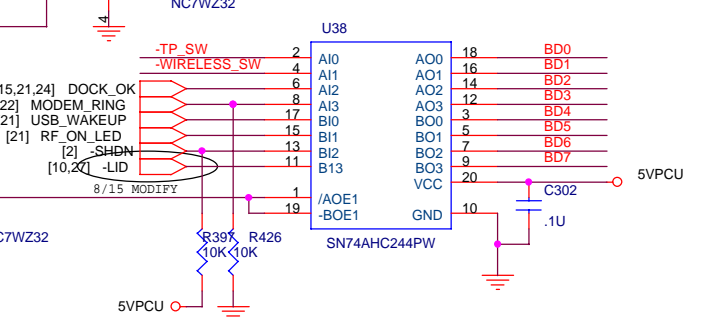 NC7WZ32
4
U38
-TP_SW 2 AI0 AO0 18 BD0
-WIRELESS_SW 4 AI1 AO1 16 BD1
15,21,24] DOCK_OK 6 AI2 AO2 14 BD2
22] MODEM_RING 8 AI3 AO3 12 BD3
21] USB_WAKEUP 17 BI0 BO0 3 BD4
[21] RF_ON_LED 15 BI1 BO1 5 BD5
[2] -SHDN 13 BI2 BO2 7 BD6
[10,27] -LID 11 B13 BO3 9 BD7
VCC 20 5VPCU
8/15 MODIFY
C302
.1U
1 /AOE1
19 -BOE1 GND 10
C7WZ32
R397 R426
10K 10K
SN74AHC244PW
5VPCU